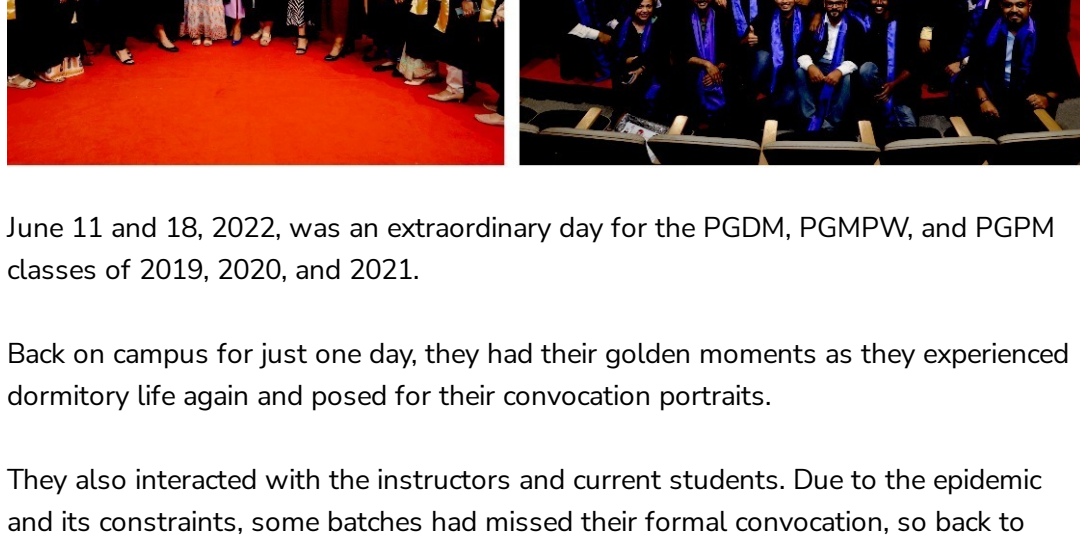 June 11 and 18, 2022, was an extraordinary day for the PGDM, PGMPW, and PGPM
classes of 2019, 2020, and 2021.
Back on campus for just one day, they had their golden moments as they experienced
dormitory life again and posed for their convocation portraits.
They also interacted with the instructors and current students. Due to the epidemic
and its constraints, some batches had missed their formal convocation, so back to